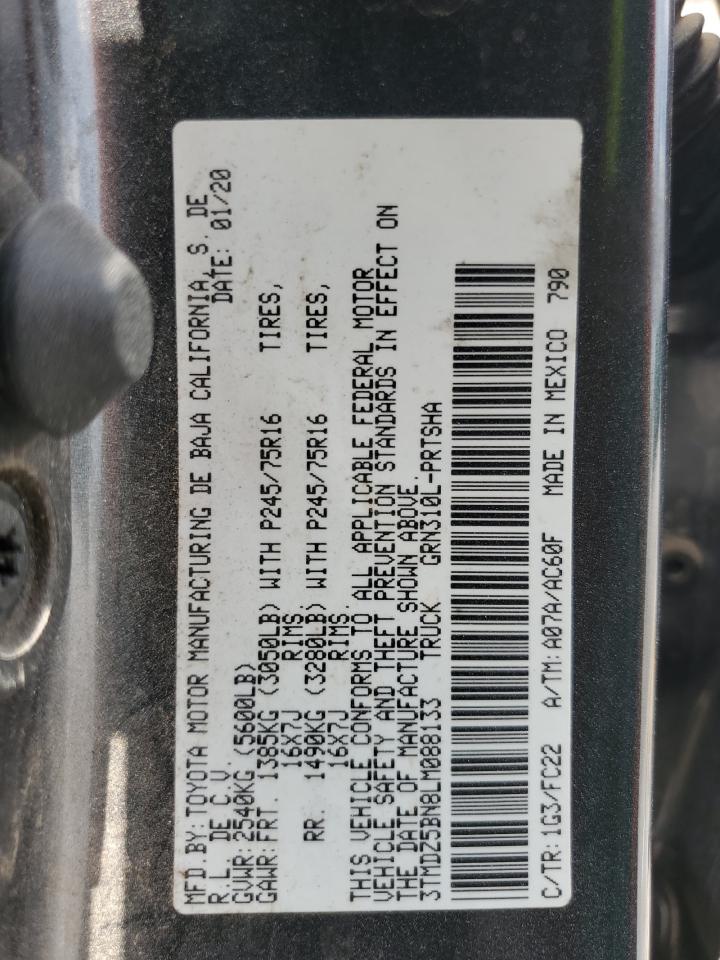 MFD.BY:TOYOTA MOTOR MANUFACTURING DE BAJA CALIFORNIA, S. DE
R.L. DE C.V. DATE: 01/20
GVWR:2540KG (5600LB)
GAWR:FRT. 1385KG (3050LB) WITH P245/75R16 TIRES,
16X7J RIMS.
RR. 1490KG (3280LB) WITH P245/75R16 TIRES,
16X7J RIMS.
THIS VEHICLE CONFORMS TO ALL APPLICABLE FEDERAL MOTOR
VEHICLE SAFETY AND THEFT PREVENTION STANDARDS IN EFFECT ON
THE DATE OF MANUFACTURE SHOWN ABOVE.
3TMDZ5BN8LM088133 TRUCK GRN310L-PRTSHA
C/TR:1G3/FC22 A/TM:A07A/AC60F MADE IN MEXICO 790